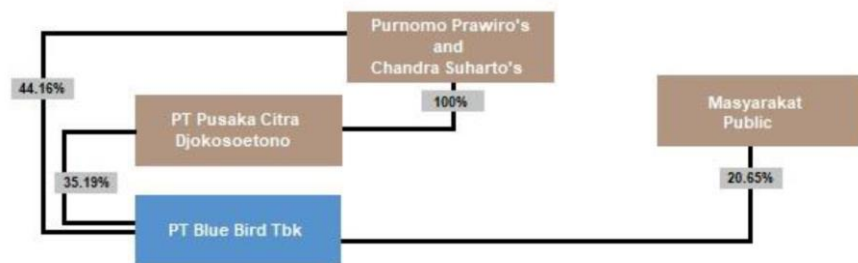 Purnomo Prawiro's
and
Chandra Suharto's
44.16%
100%
PT Pusaka Citra
Djokosoetono
Masyarakat
Public
35.19%
20.65%
PT Blue Bird Tbk